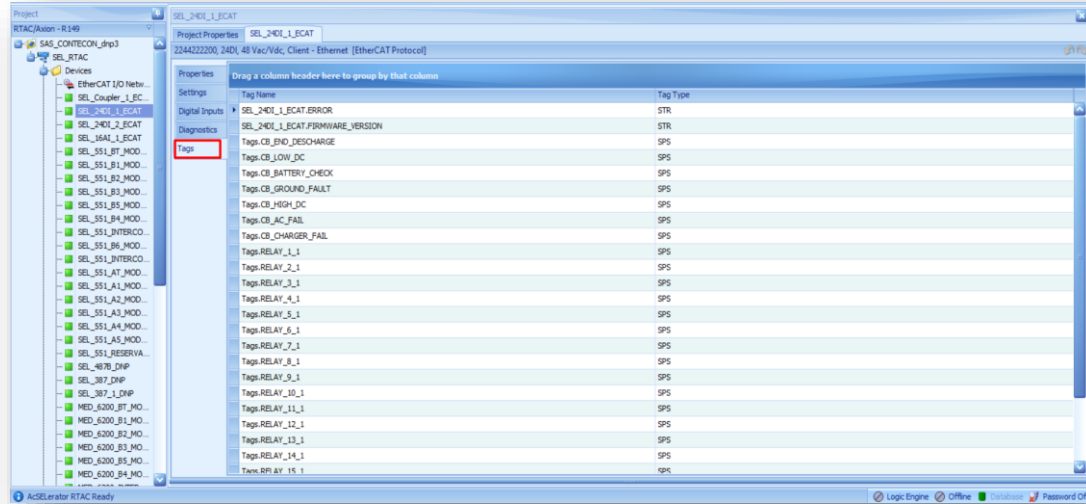 Project
RTAC/Axion - R149
SAS_CONTECON_dnp3
SEL_RTAC
Devices
EtherCAT I/O Netw...
SEL_Coupler_1_EC...
SEL_24DI_1_ECAT
SEL_24DI_2_ECAT
SEL_16AI_1_ECAT
SEL_551_BT_MOD...
SEL_551_B1_MOD...
SEL_551_B2_MOD...
SEL_551_B3_MOD...
SEL_551_B5_MOD...
SEL_551_B4_MOD...
SEL_551_INTERCO...
SEL_551_B6_MOD...
SEL_551_INTERCO...
SEL_551_AT_MOD...
SEL_551_A1_MOD...
SEL_551_A2_MOD...
SEL_551_A3_MOD...
SEL_551_A4_MOD...
SEL_551_A5_MOD...
SEL_551_RESERVA...
SEL_487B_DNP
SEL_387_DNP
SEL_387_1_DNP
MED_6200_BT_MO...
MED_6200_B1_MO...
MED_6200_B2_MO...
MED_6200_B3_MO...
MED_6200_B5_MO...
MED_6200_B4_MO...
SEL_24DI_1_ECAT
Project Properties SEL_24DI_1_ECAT
2244222200, 24DI, 48 Vac/Vdc, Client - Ethernet [EtherCAT Protocol]
Properties
Settings
Digital Inputs
Diagnostics
Tags
Drag a column header here to group by that column
Tag Name Tag Type
SEL_24DI_1_ECAT.ERROR STR
SEL_24DI_1_ECAT.FIRMWARE_VERSION STR
Tags.CB_END_DESCHARGE SPS
Tags.CB_LOW_DC SPS
Tags.CB_BATTERY_CHECK SPS
Tags.CB_GROUND_FAULT SPS
Tags.CB_HIGH_DC SPS
Tags.CB_AC_FAIL SPS
Tags.CB_CHARGER_FAIL SPS
Tags.RELAY_1_1 SPS
Tags.RELAY_2_1 SPS
Tags.RELAY_3_1 SPS
Tags.RELAY_4_1 SPS
Tags.RELAY_5_1 SPS
Tags.RELAY_6_1 SPS
Tags.RELAY_7_1 SPS
Tags.RELAY_8_1 SPS
Tags.RELAY_9_1 SPS
Tags.RELAY_10_1 SPS
Tags.RELAY_11_1 SPS
Tags.RELAY_12_1 SPS
Tags.RELAY_13_1 SPS
Tags.RELAY_14_1 SPS
Tags.RELAY_15_1 SPS
AcSELerator RTAC Ready
Logic Engine Offline Database Password